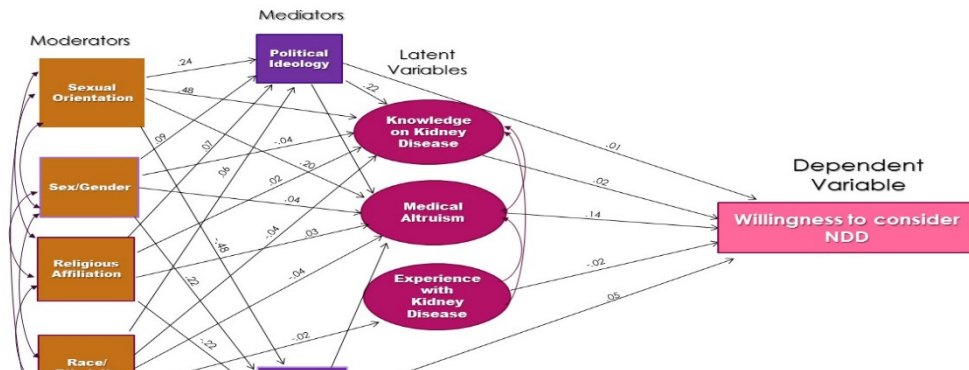 Moderators
Mediators
Latent
Variables
Dependent
Variable
Sexual
Orientation
Sex/Gender
Religious
Affiliation
Race/
Political
Ideology
Knowledge
on Kidney
Disease
Medical
Altruism
Experience
with
Kidney
Disease
Willingness to consider
NDD
.24
.48
.22
.09
.07
.06
-.04
.02
-.20
.04
.03
-.04
-.04
-.48
.22
-.22
-.02
.01
.02
.14
-.02
.05